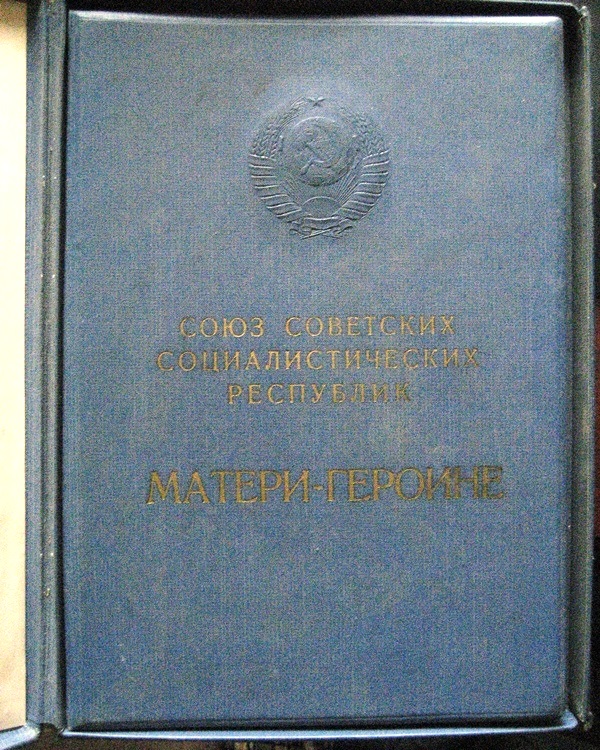 СОЮЗ СОВЕТСКИХ
СОЦИАЛИСТИЧЕСКИХ
РЕСПУБЛИК
МАТЕРИ-ГЕРОИНЕ